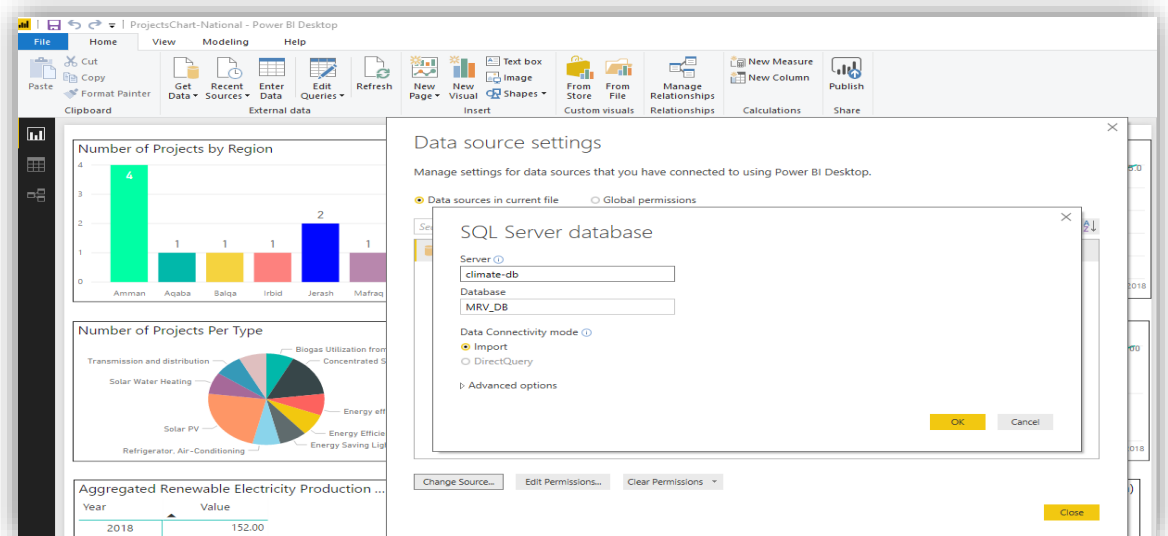 ProjectsChart-National - Power BI Desktop
File Home View Modeling Help
Paste
Cut
Copy
Format Painter
Get Data
Recent Sources
Enter Data
Edit Queries
Refresh
New Page
New Visual
Text box
Image
Shapes
From Store
From File
Manage Relationships
New Measure
New Column
Publish
Clipboard External data Insert Custom visuals Relationships Calculations Share
Number of Projects by Region
4
3
2
1
0
4 1 1 1 2 1
Amman Aqaba Balqa Irbid Jerash Mafraq
Number of Projects Per Type
Biogas Utilization from
Transmission and distribution
Concentrated S
Solar Water Heating
Energy eff
Solar PV
Energy Efficie
Energy Saving Ligh
Refrigerator, Air-Conditioning
Aggregated Renewable Electricity Production ...
Year Value
2018 152.00
Data source settings
Manage settings for data sources that you have connected to using Power BI Desktop.
Data sources in current file Global permissions
SQL Server database
Server
climate-db
Database
MRV_DB
Data Connectivity mode
Import
DirectQuery
Advanced options
OK Cancel
Change Source... Edit Permissions... Clear Permissions
Close
2018